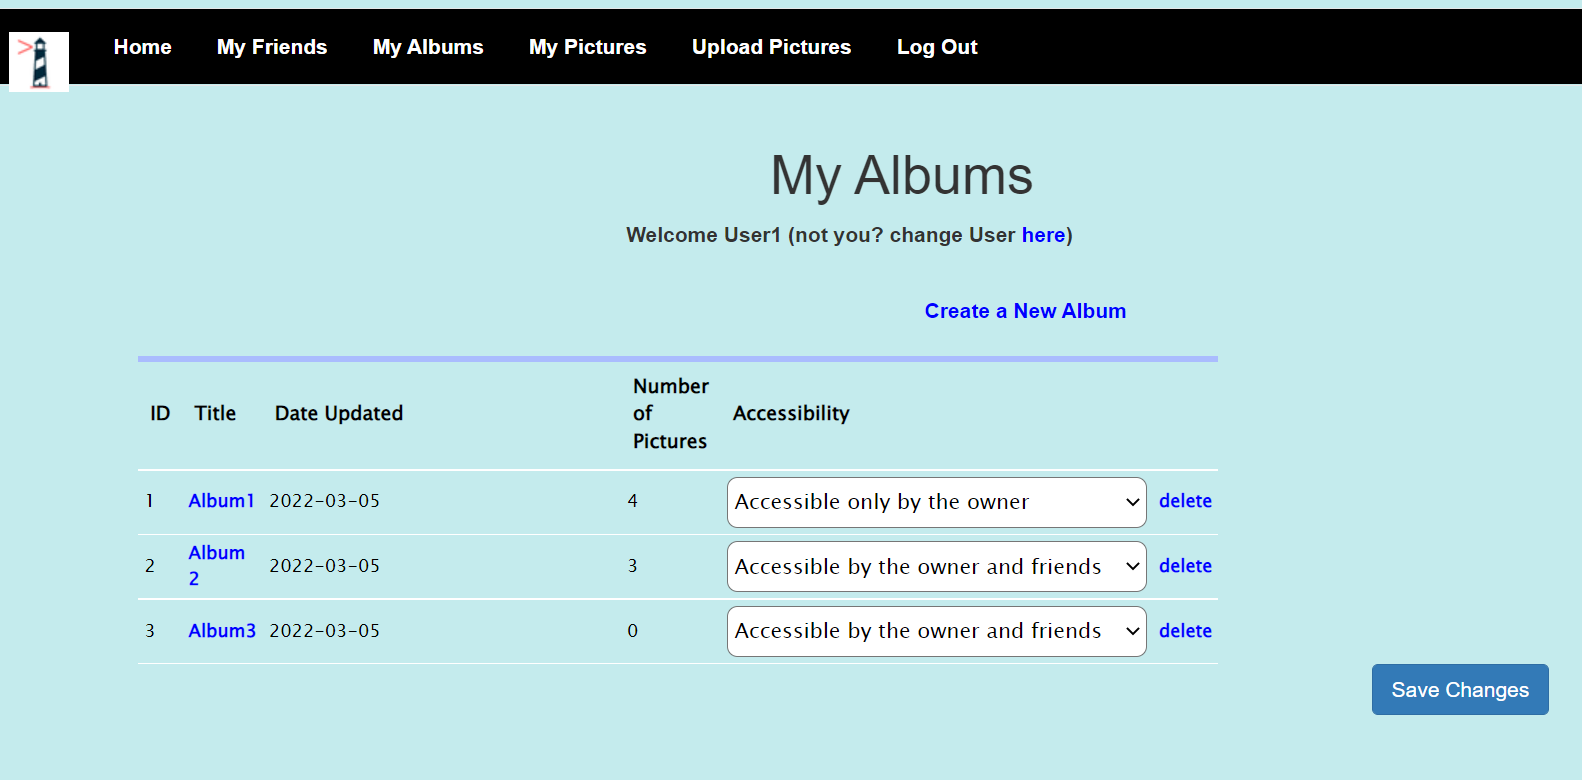 Home My Friends My Albums My Pictures Upload Pictures Log Out
My Albums
Welcome User1 (not you? change User here)
Create a New Album
ID Title Date Updated Number of Pictures Accessibility
1 Album1 2022-03-05 4 Accessible only by the owner delete
2 Album 2 2022-03-05 3 Accessible by the owner and friends delete
3 Album3 2022-03-05 0 Accessible by the owner and friends delete
Save Changes